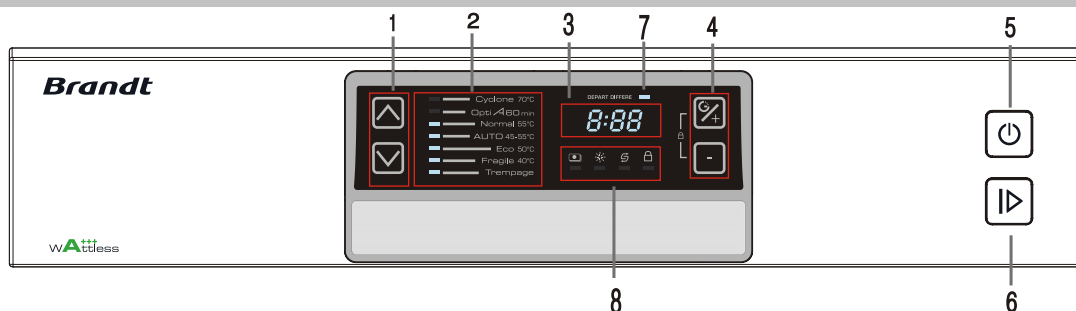 1 2 3 7 4 5
Brandt
DEPART DIFFERE
Cyclone 70°C
Opti A 60 min
Normal 55°C
AUTO 45-55°C
Eco 50°C
Fragile 40°C
Trempage
8:88
+
-
wAttless
+++
8 6